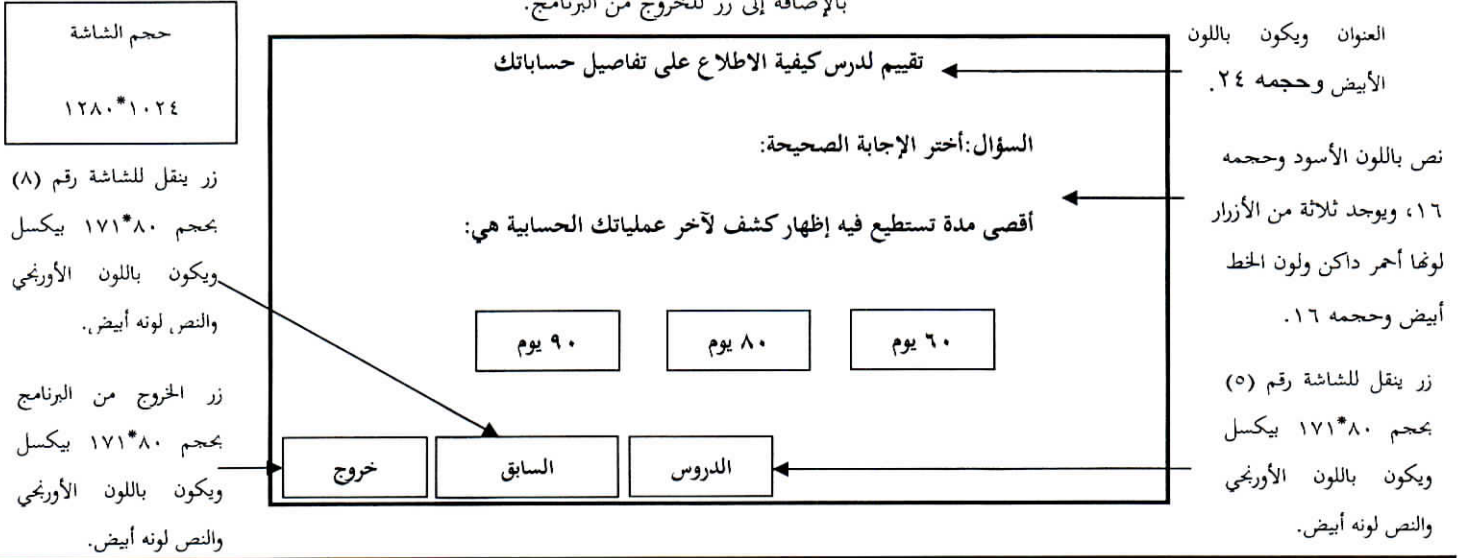 بالإضافة إلى زر للخروج من البرنامج.
العنوان ويكون باللون
الأبيض وحجمه ٢٤.
نص باللون الأسود وحجمه
١٦، ويوجد ثلاثة من الأزرار
لونها أحمر داكن ولون الخط
أبيض وحجمه ١٦.
زر ينقل للشاشة رقم (٥)
بحجم ٨٠*١٧١ بيكسل
ويكون باللون الأورنجي
والنص لونه أبيض.
تقييم لدرس كيفية الاطلاع على تفاصيل حساباتك
السؤال:أختر الإجابة الصحيحة:
أقصى مدة تستطيع فيه إظهار كشف لآخر عملياتك الحسابية هي:
٦٠ يوم
٨٠ يوم
٩٠ يوم
الدروس
السابق
خروج
حجم الشاشة
١٠٢٤*١٢٨٠
زر ينقل للشاشة رقم (٨)
بحجم ٨٠*١٧١ بيكسل
ويكون باللون الأورنجي
والنص لونه أبيض.
زر الخروج من البرنامج
بحجم ٨٠*١٧١ بيكسل
ويكون باللون الأورنجي
والنص لونه أبيض.